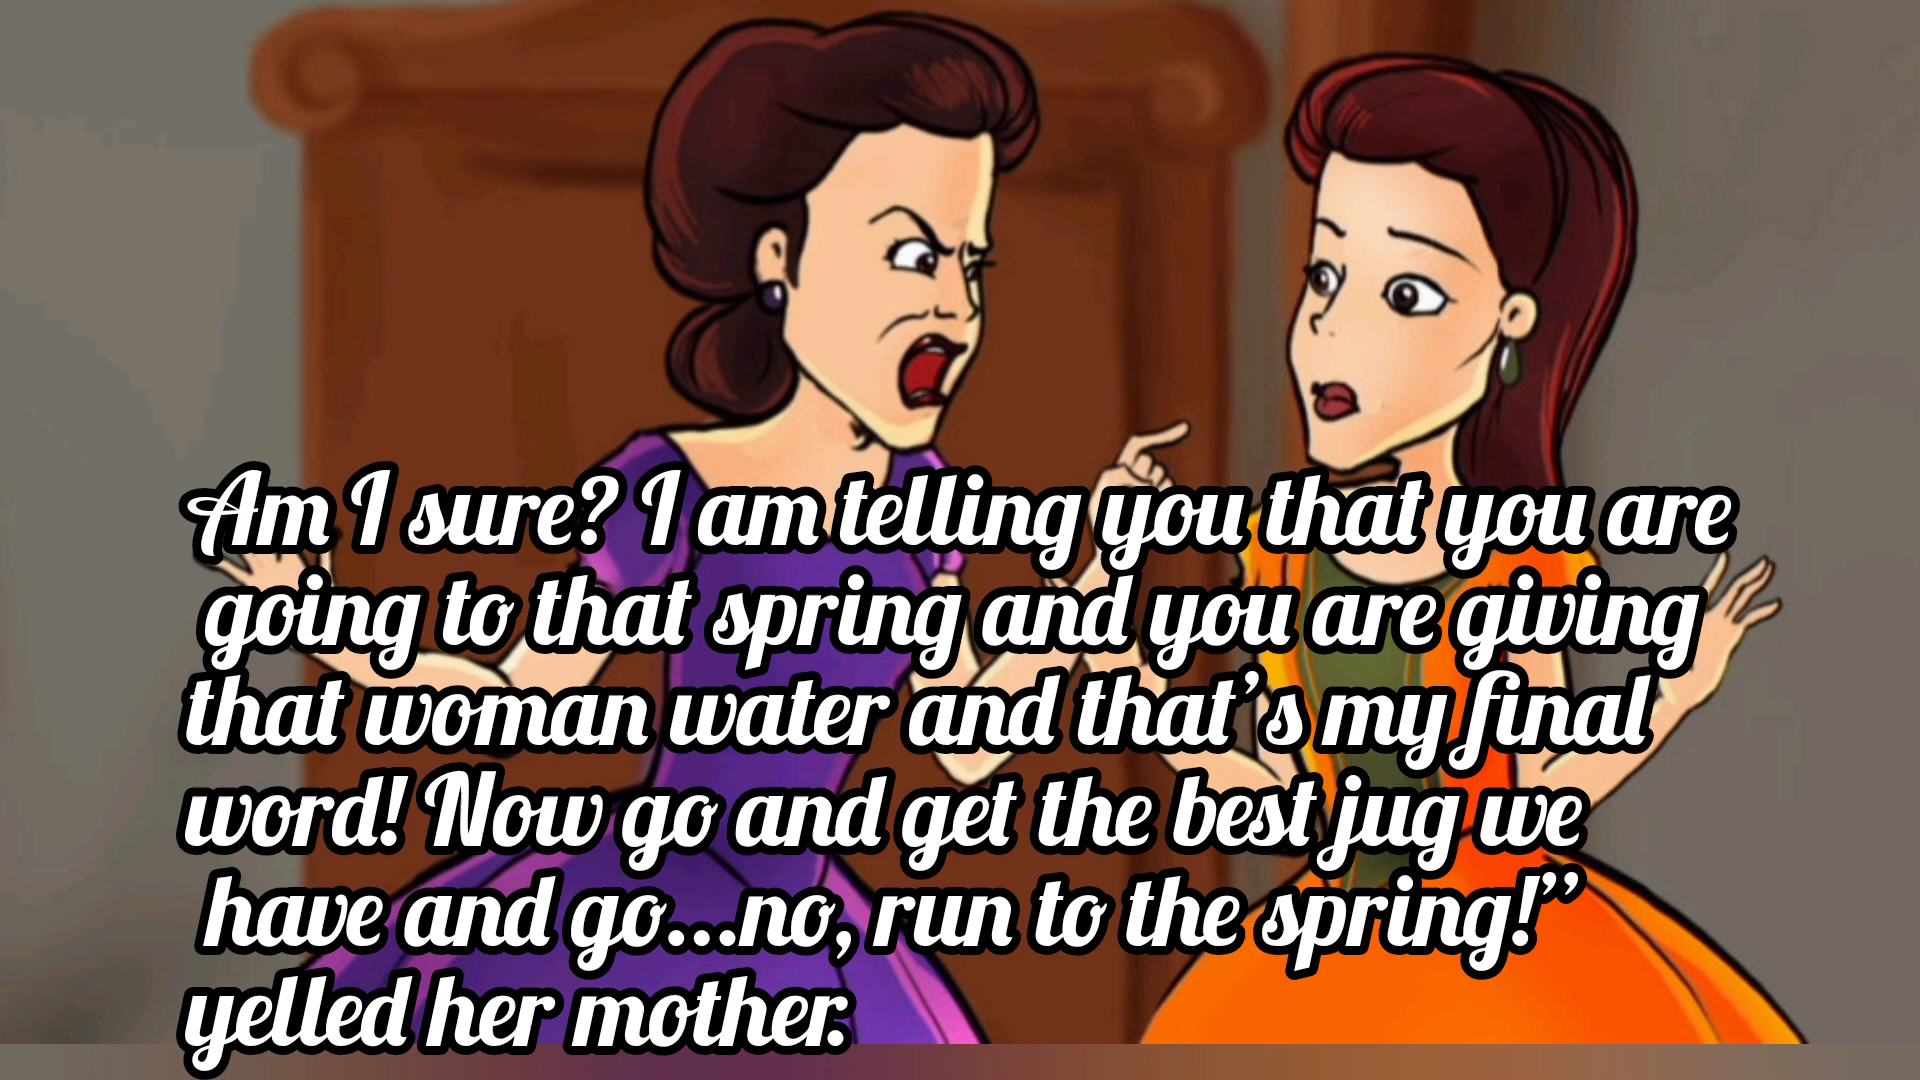 Am I sure? I am telling you that you are
going to that spring and you are giving
that woman water and that’s my final
word! Now go and get the best jug we
have and go...no, run to the spring!”
yelled her mother.